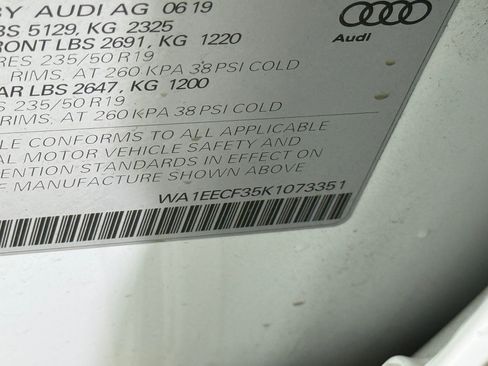 BY AUDI AG 06 19
BS 5129, KG 2325
FRONT LBS 2691, KG 1220
RES 235/50 R19
RIMS, AT 260 KPA 38 PSI COLD
AR LBS 2647, KG 1200
ES 235/50 R19
RIMS, AT 260 KPA 38 PSI COLD
LE CONFORMS TO ALL APPLICABLE
AL MOTOR VEHICLE SAFETY AND
ENTION STANDARDS IN EFFECT ON
F MANUFACTURE SHOWN ABOVE
WA1EECF35K1073351
Audi